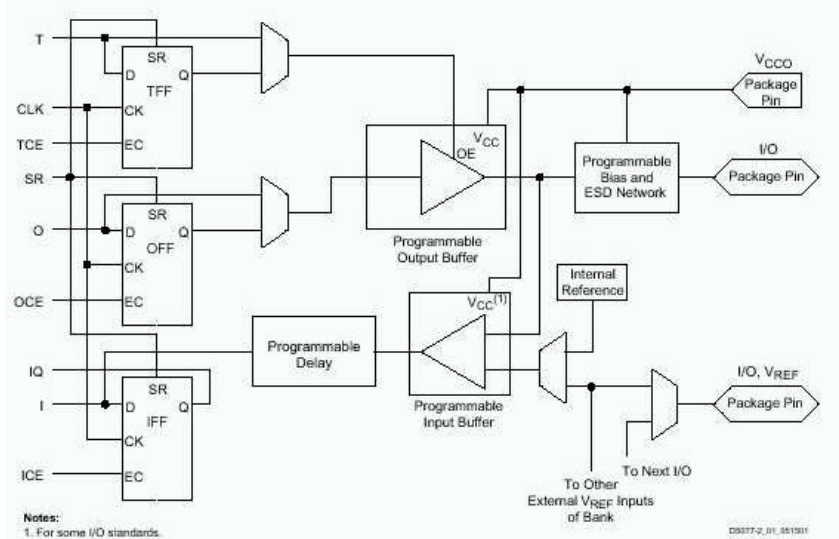 T
SR
D
Q
TFF
CLK
CK
TCE
EC
SR
SR
O
D
Q
OFF
CK
OCE
EC
IQ
SR
I
D
Q
IFF
CK
ICE
EC
VCC
OE
Programmable
Output Buffer
VCCO
Package
Pin
I/O
Programmable
Bias and
ESD Network
Package Pin
Internal
Reference
VCC(1)
Programmable
Delay
Programmable
Input Buffer
I/O, VREF
Package Pin
To Next I/O
To Other
External VREF Inputs
of Bank
Notes:
1. For some I/O standards.
DS077-2_01_051501